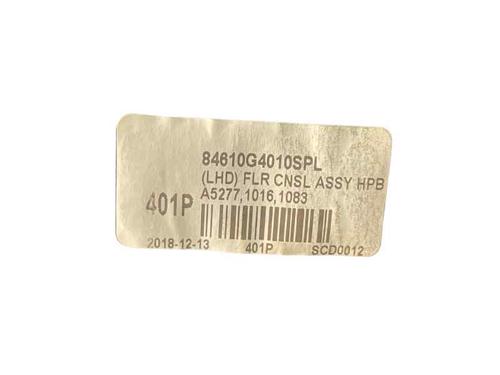 84610G4010SPL
(LHD) FLR CNSL ASSY HPB
A5277,1016,1083
401P
2018-12-13 401P SCD0012